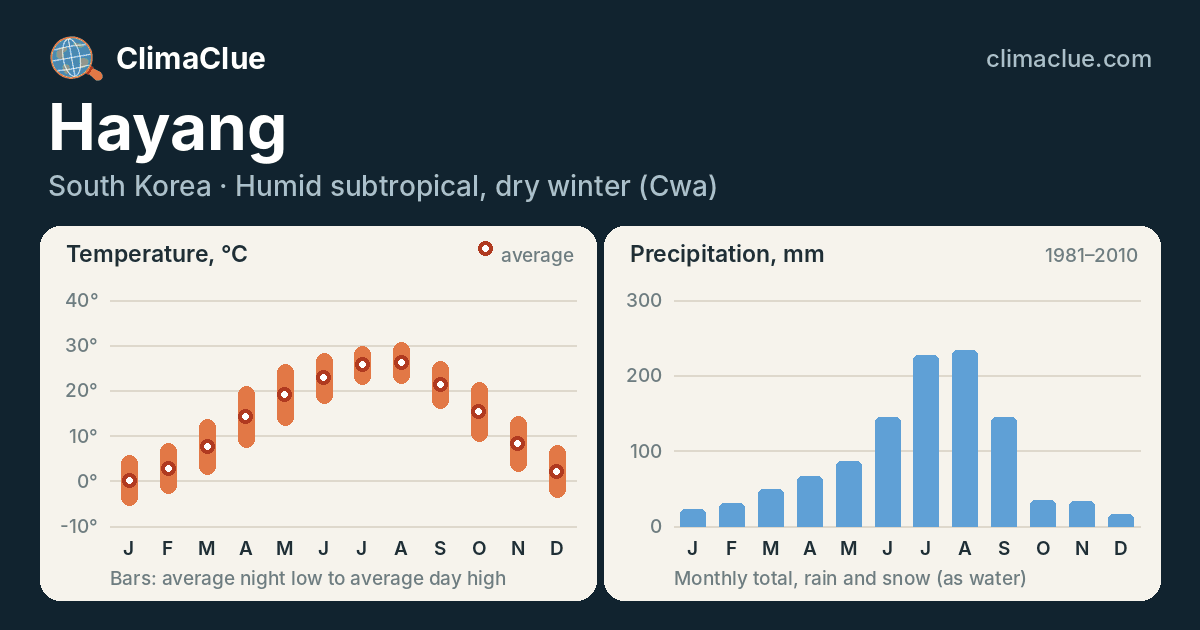 ClimaClue
climaclue.com
Hayang
South Korea · Humid subtropical, dry winter (Cwa)
Temperature, °C
average
40°
30°
20°
10°
0°
-10°
J F M A M J J A S O N D
Bars: average night low to average day high
Precipitation, mm
1981–2010
300
200
100
0
J F M A M J J A S O N D
Monthly total, rain and snow (as water)